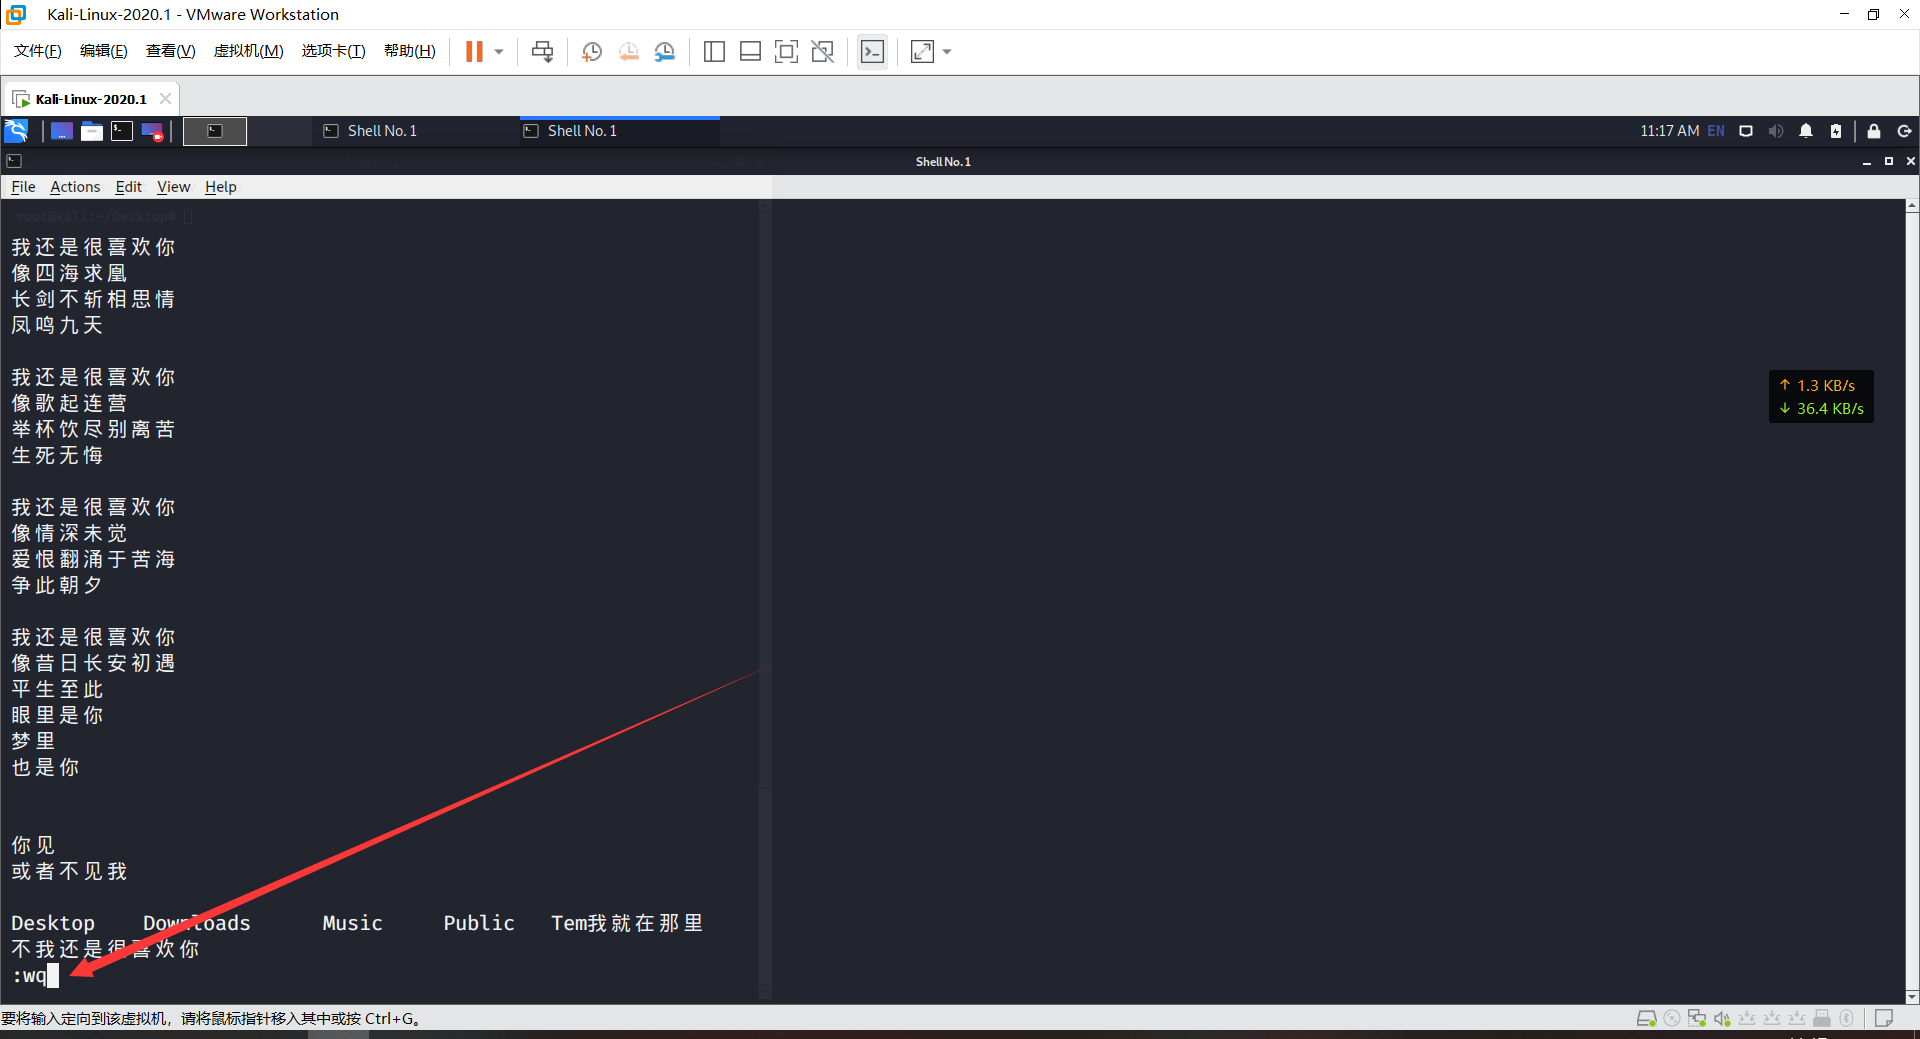 Kali-Linux-2020.1 - VMware Workstation
文件(F) 编辑(E) 查看(V) 虚拟机(M) 选项卡(T) 帮助(H)
Kali-Linux-2020.1
Shell No. 1 Shell No. 1 11:17 AM EN
Shell No. 1
File Actions Edit View Help
root@kali:~/Desktop#
我还是很喜欢你
像四海求凰
长剑不斩相思情
凤鸣九天
我还是很喜欢你
像歌起连营
举杯饮尽别离苦
生死无悔
我还是很喜欢你
像情深未觉
爱恨翻涌于苦海
争此朝夕
我还是很喜欢你
像昔日长安初遇
平生至此
眼里是你
梦里
也是你
你见
或者不见我
Desktop Downloads Music Public Tem我就在那里
不我还是很喜欢你
:wq
↑ 1.3 KB/s
↓ 36.4 KB/s
要将输入定向到该虚拟机，请将鼠标指针移入其中或按 Ctrl+G。